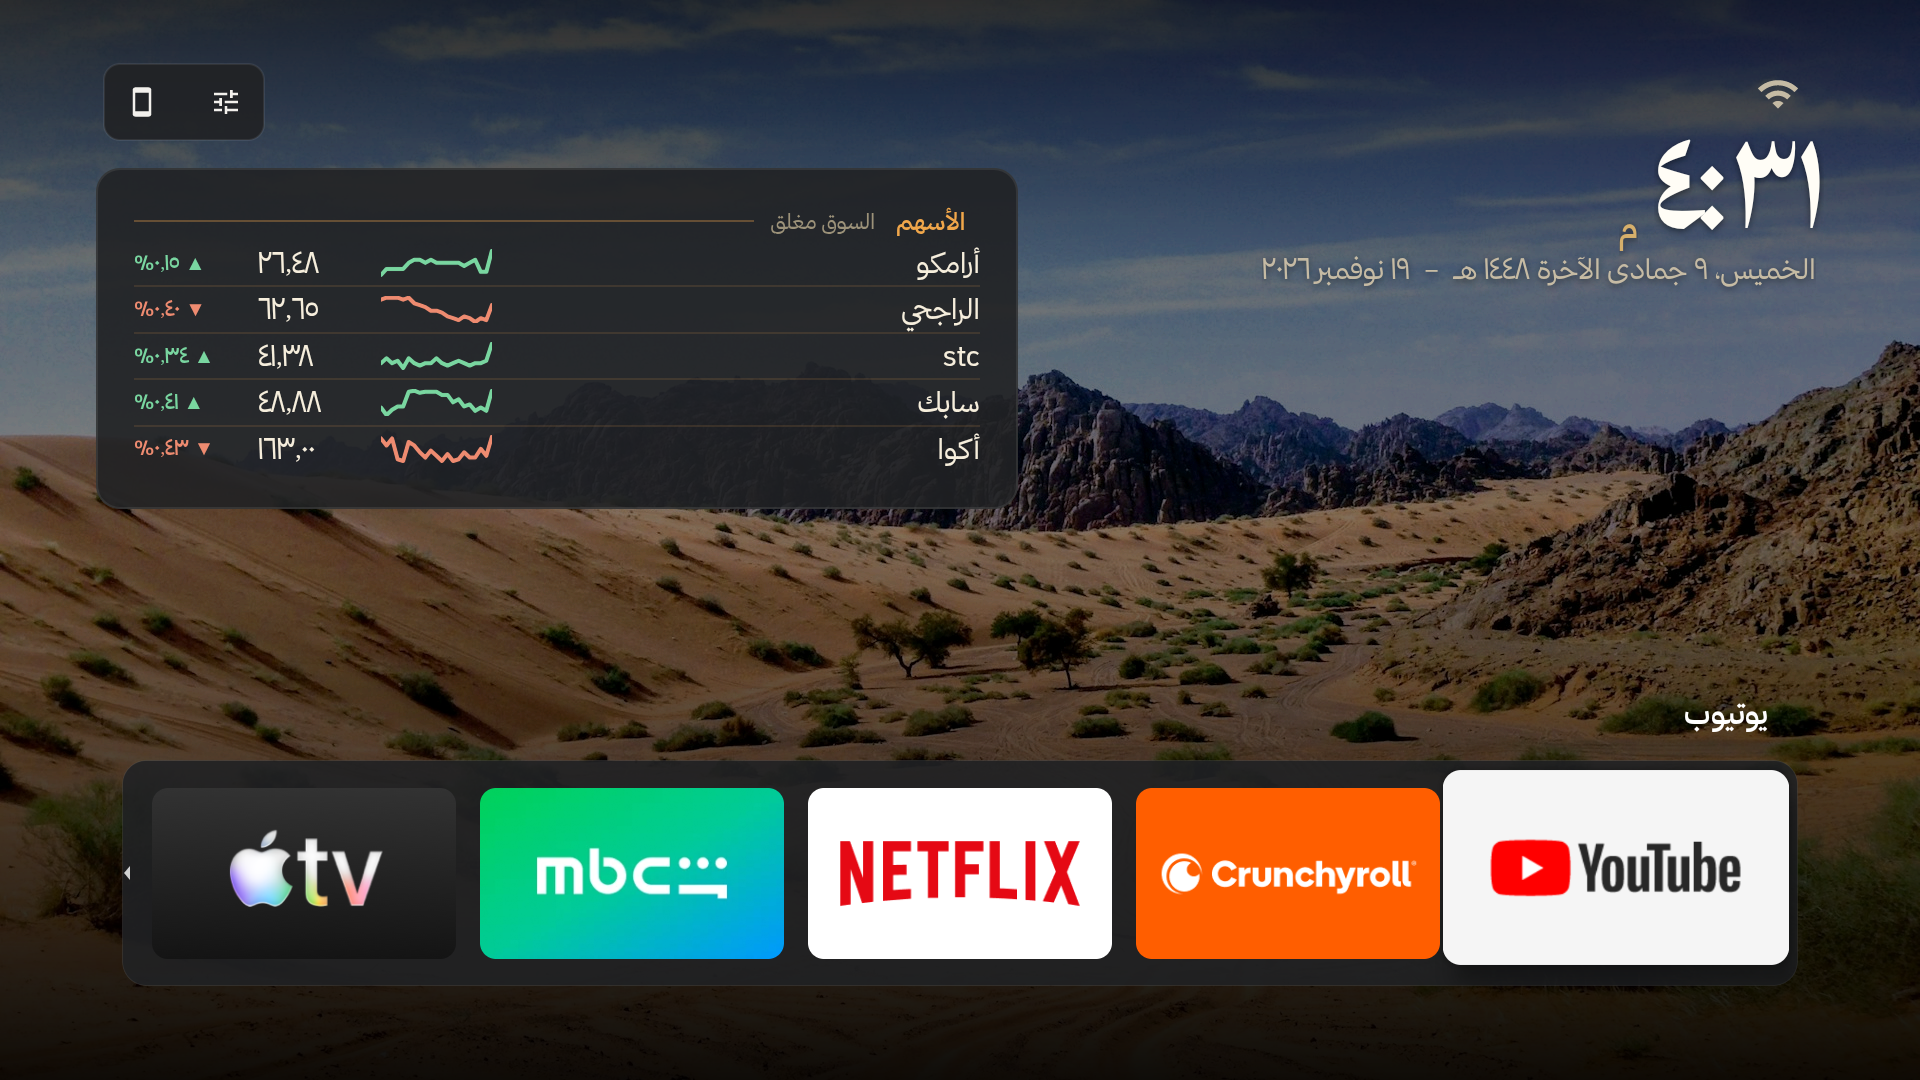 ٤:٣١ م
الخميس، ٩ جمادى الآخرة ١٤٤٨ هـ – ١٩ نوفمبر ٢٠٢٦
الأسهم السوق مغلق
أرامكو ٢٦,٤٨ ▲ ٠,١٥%
الراجحي ٦٢,٦٥ ▼ ٠,٤٠%
stc ٤١,٣٨ ▲ ٠,٣٤%
سابك ٤٨,٨٨ ▲ ٠,٤١%
أكوا ١٦٣,٠٠ ▼ ٠,٤٣%
يوتيوب
YouTube
Crunchyroll
NETFLIX
mbc شاهد
tv